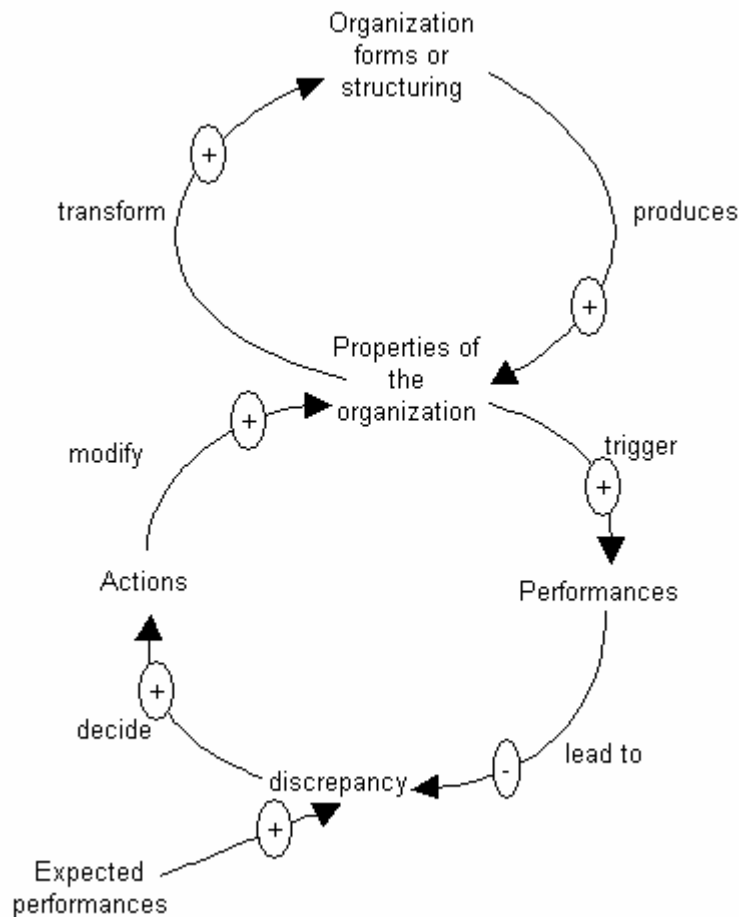 Organization
forms or
structuring
+
transform
produces
+
Properties of
the
organization
+
modify
trigger
+
Actions
Performances
+
decide
lead to
-
discrepancy
+
Expected
performances